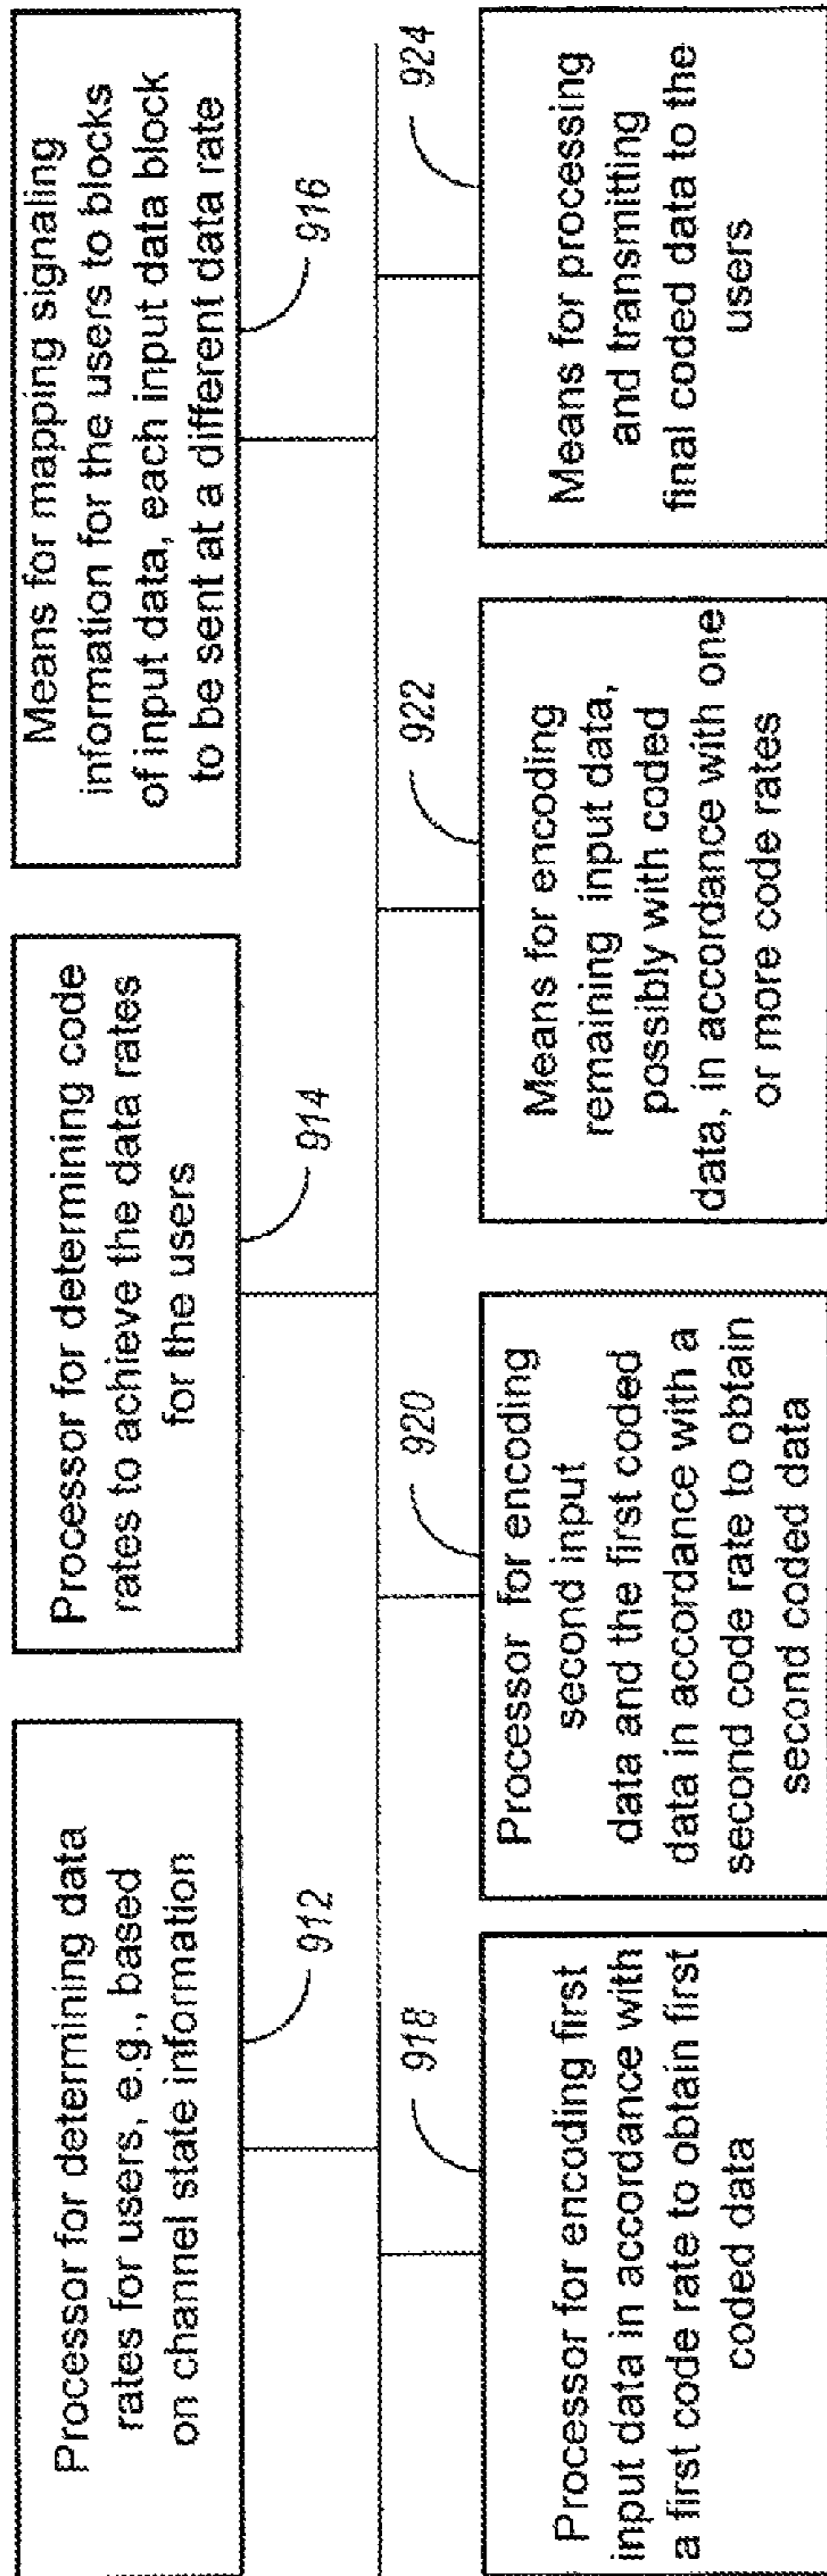 Processor for determining data
rates for users, e.g., based
on channel state information
912
Processor for determining code
rates to achieve the data rates
for the users
914
Means for mapping signaling
information for the users to blocks
of input data, each input data block
to be sent at a different data rate
916
918
Processor for encoding first
input data in accordance with
a first code rate to obtain first
coded data
920
Processor for encoding
second input
data and the first coded
data in accordance with a
second code rate to obtain
second coded data
922
Means for encoding
remaining input data,
possibly with coded
data, in accordance with one
or more code rates
924
Means for processing
and transmitting
final coded data to the
users